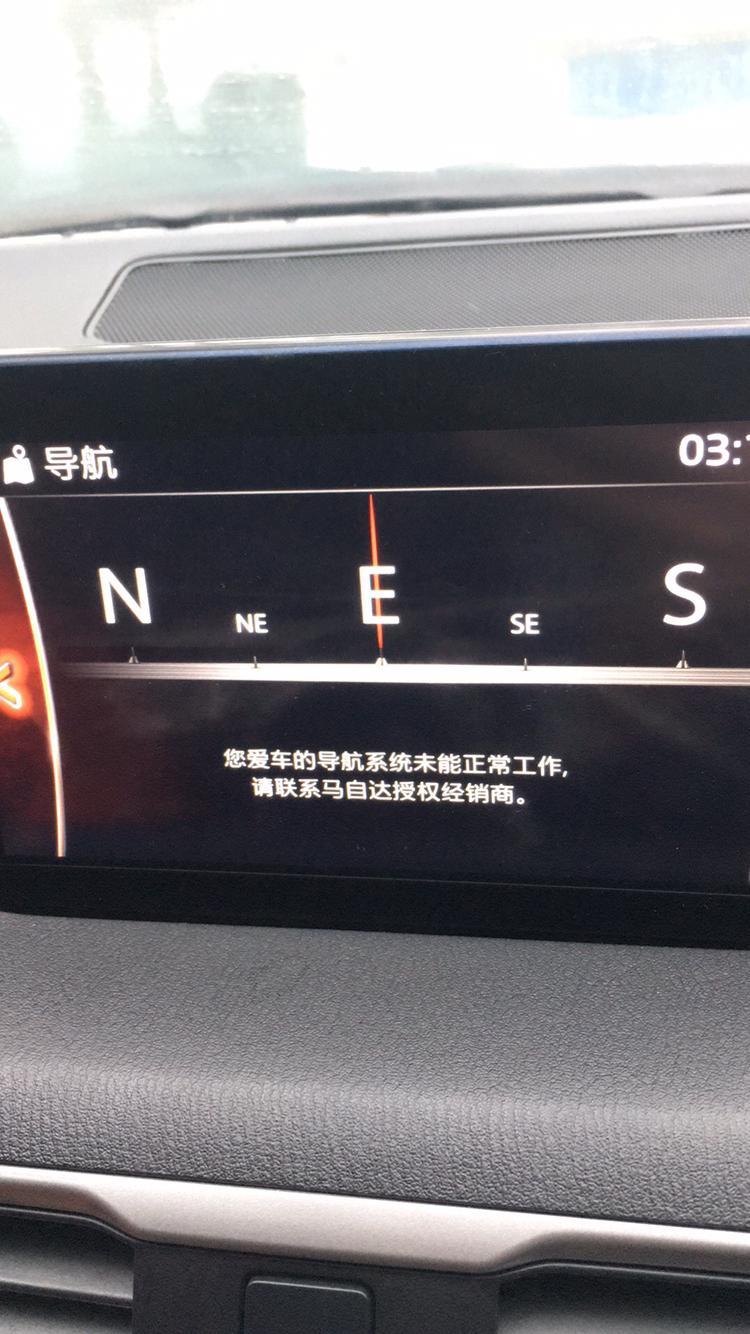 导航
03:
N NE E SE S
您爱车的导航系统未能正常工作,
请联系马自达授权经销商。